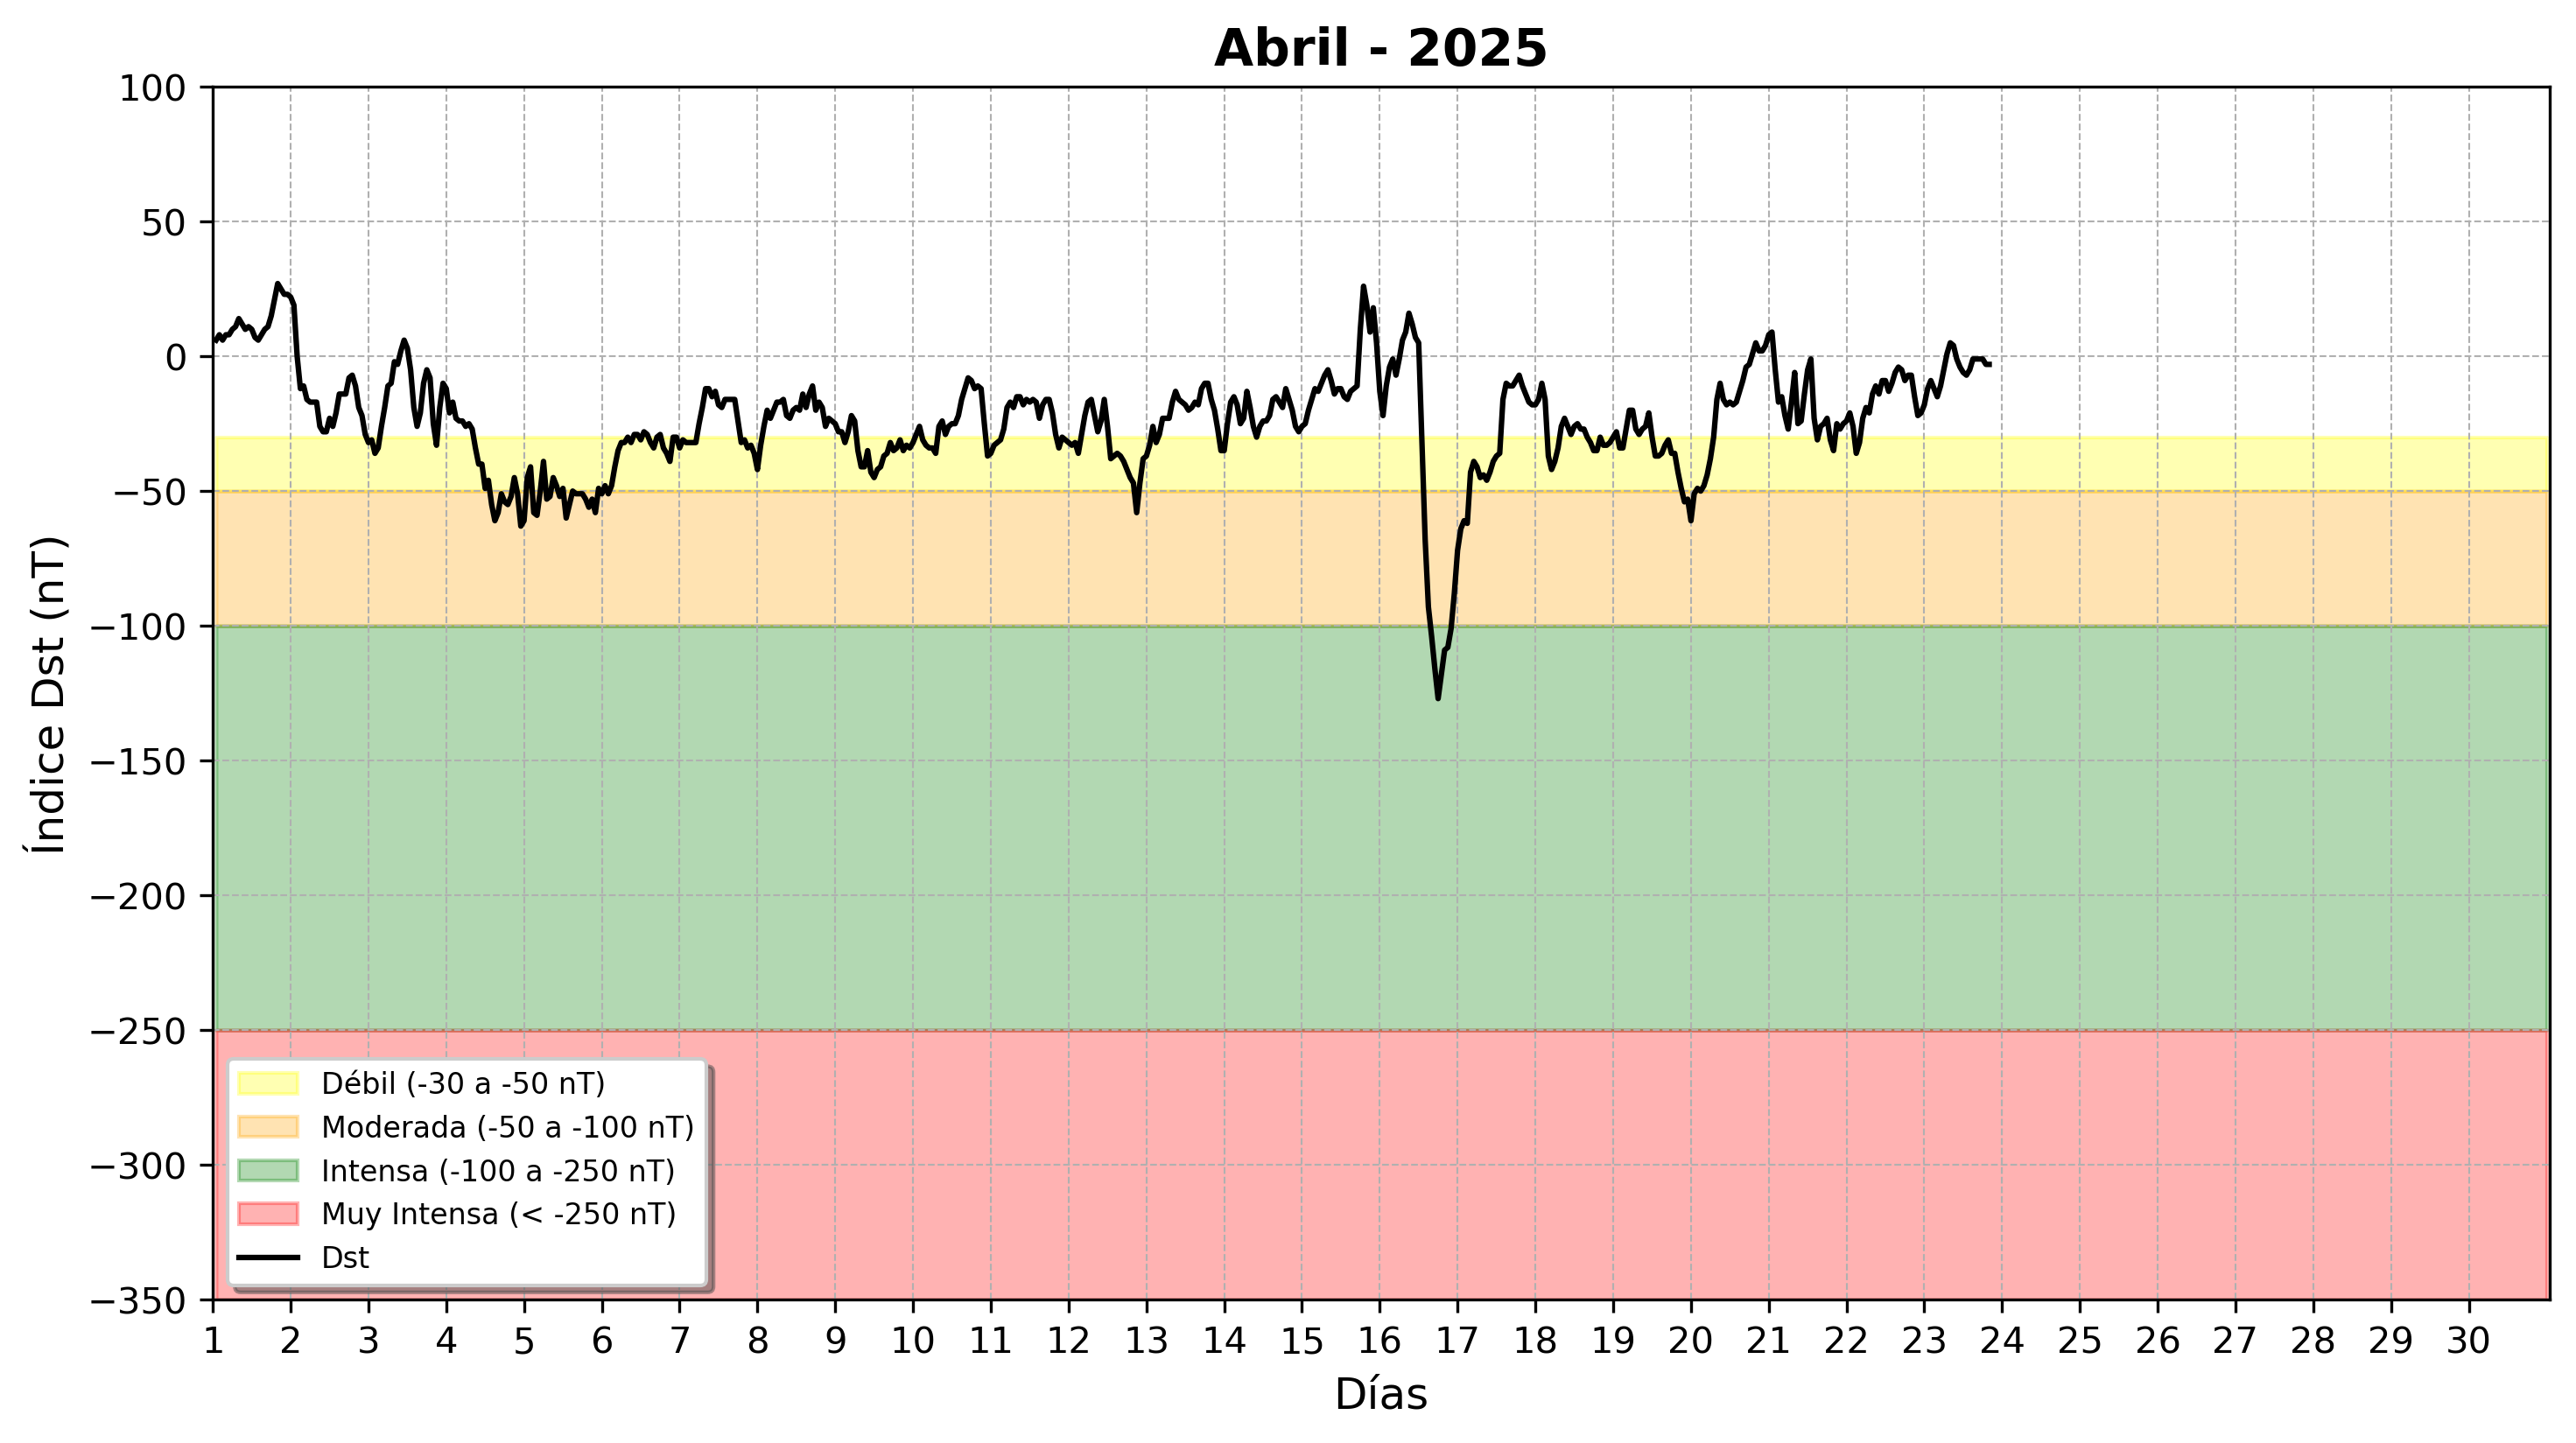 Abril - 2025
Índice Dst (nT)
100
50
0
−50
−100
−150
−200
−250
−300
−350
Débil (-30 a -50 nT)
Moderada (-50 a -100 nT)
Intensa (-100 a -250 nT)
Muy Intensa (< -250 nT)
Dst
1 2 3 4 5 6 7 8 9 10 11 12 13 14 15 16 17 18 19 20 21 22 23 24 25 26 27 28 29 30
Días